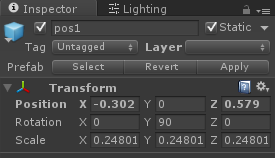 Inspector Lighting
pos1 Static
Tag Untagged Layer
Prefab Select Revert Apply
Transform
Position X -0.302 Y 0 Z 0.579
Rotation X 0 Y 90 Z 0
Scale X 0.24801 Y 0.24801 Z 0.24801